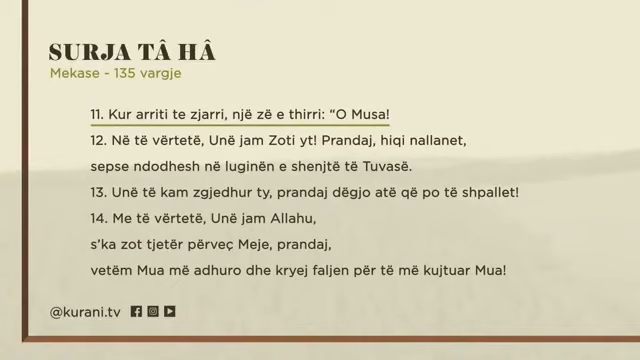 SURJA TÂ HÂ
Mekase - 135 vargje
11. Kur arriti te zjarri, një zë e thirri: “O Musa!
12. Në të vërtetë, Unë jam Zoti yt! Prandaj, hiqi nallanet,
sepse ndodhesh në luginën e shenjtë të Tuvasë.
13. Unë të kam zgjedhur ty, prandaj dëgjo atë që po të shpallet!
14. Me të vërtetë, Unë jam Allahu,
s’ka zot tjetër përveç Meje, prandaj,
vetëm Mua më adhuro dhe kryej faljen për të më kujtuar Mua!
@kurani.tv